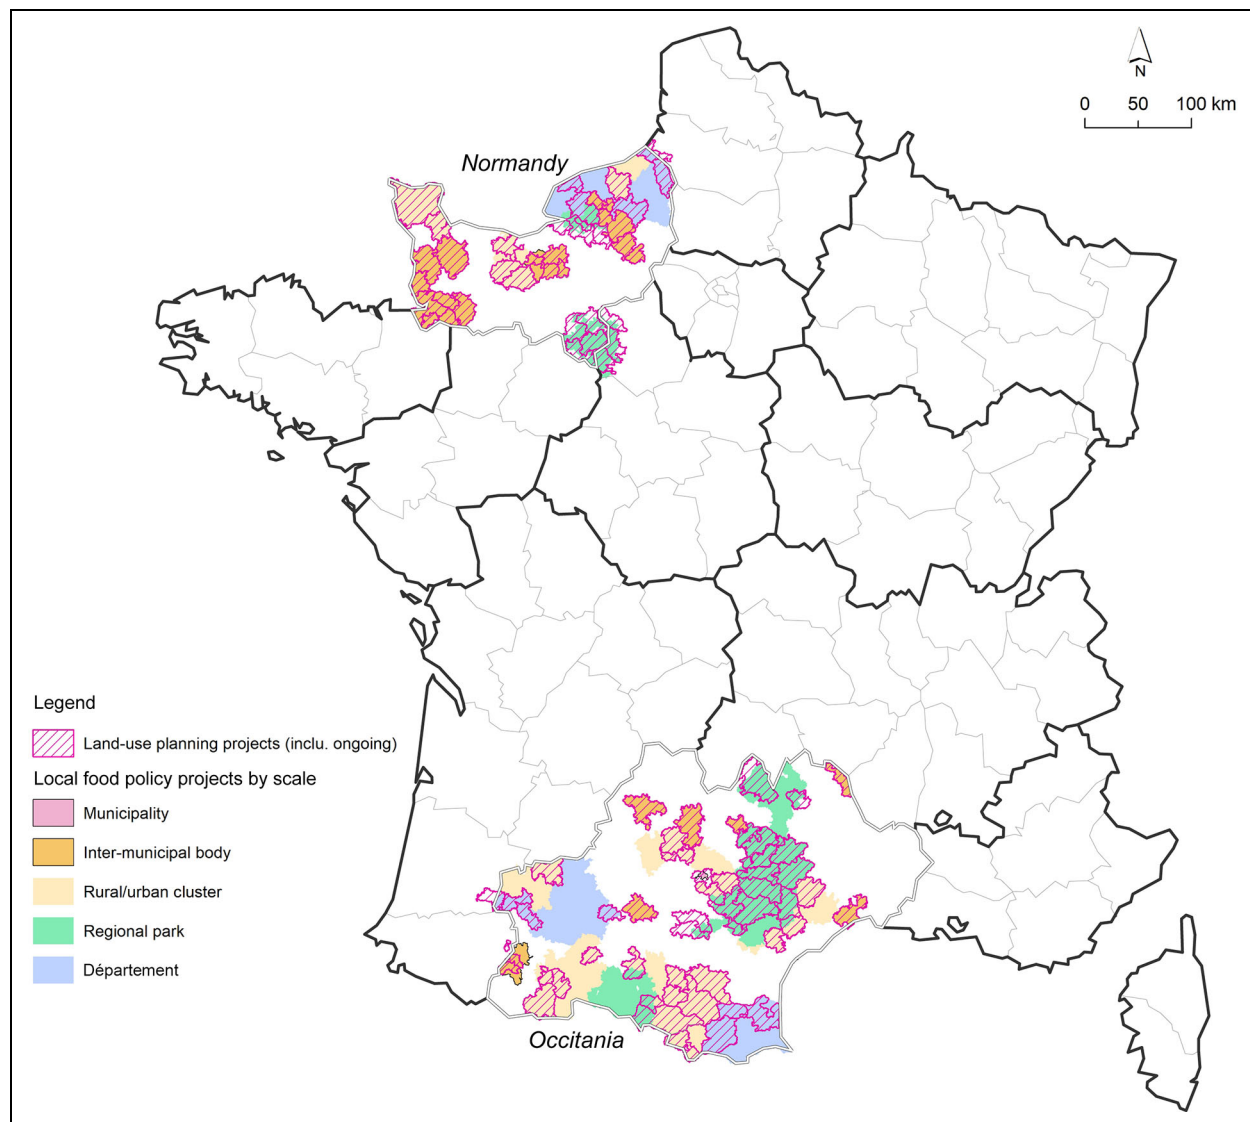 N
0 50 100 km
Normandy
Legend
Land-use planning projects (inclu. ongoing)
Local food policy projects by scale
Municipality
Inter-municipal body
Rural/urban cluster
Regional park
Département
Occitania